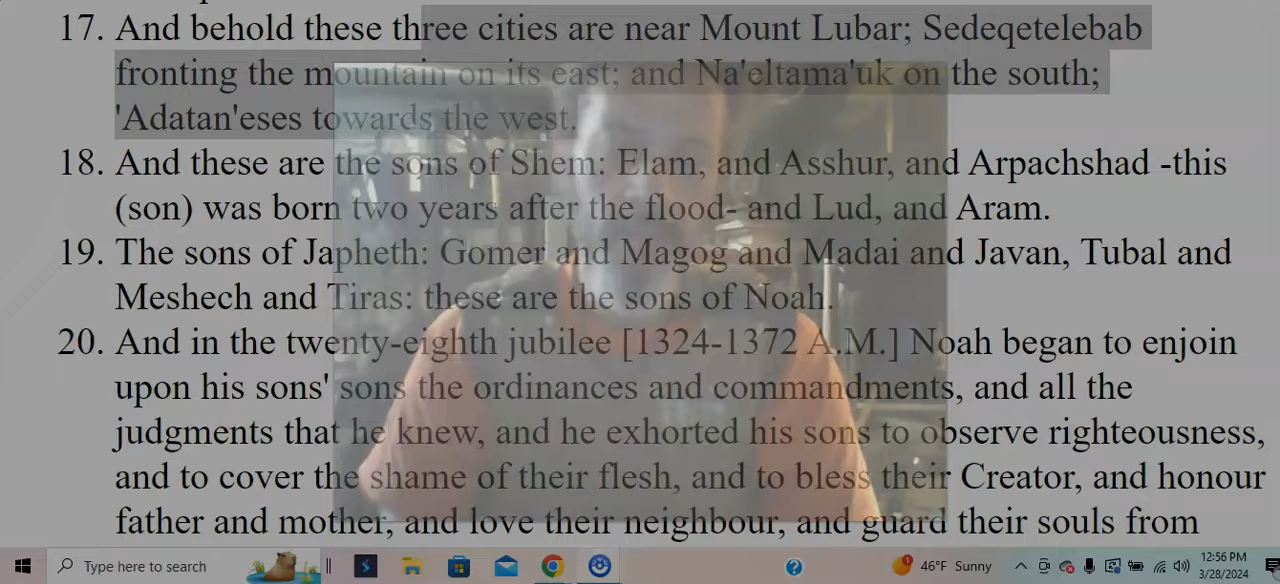 17. And behold these three cities are near Mount Lubar; Sedeqetelebab
fronting the mountain on its east; and Na'eltama'uk on the south;
'Adatan'eses towards the west.
18. And these are the sons of Shem: Elam, and Asshur, and Arpachshad -this
(son) was born two years after the flood- and Lud, and Aram.
19. The sons of Japheth: Gomer and Magog and Madai and Javan, Tubal and
Meshech and Tiras: these are the sons of Noah.
20. And in the twenty-eighth jubilee [1324-1372 A.M.] Noah began to enjoin
upon his sons' sons the ordinances and commandments, and all the
judgments that he knew, and he exhorted his sons to observe righteousness,
and to cover the shame of their flesh, and to bless their Creator, and honour
father and mother, and love their neighbour, and guard their souls from
Type here to search
46°F Sunny
12:56 PM
3/28/2024